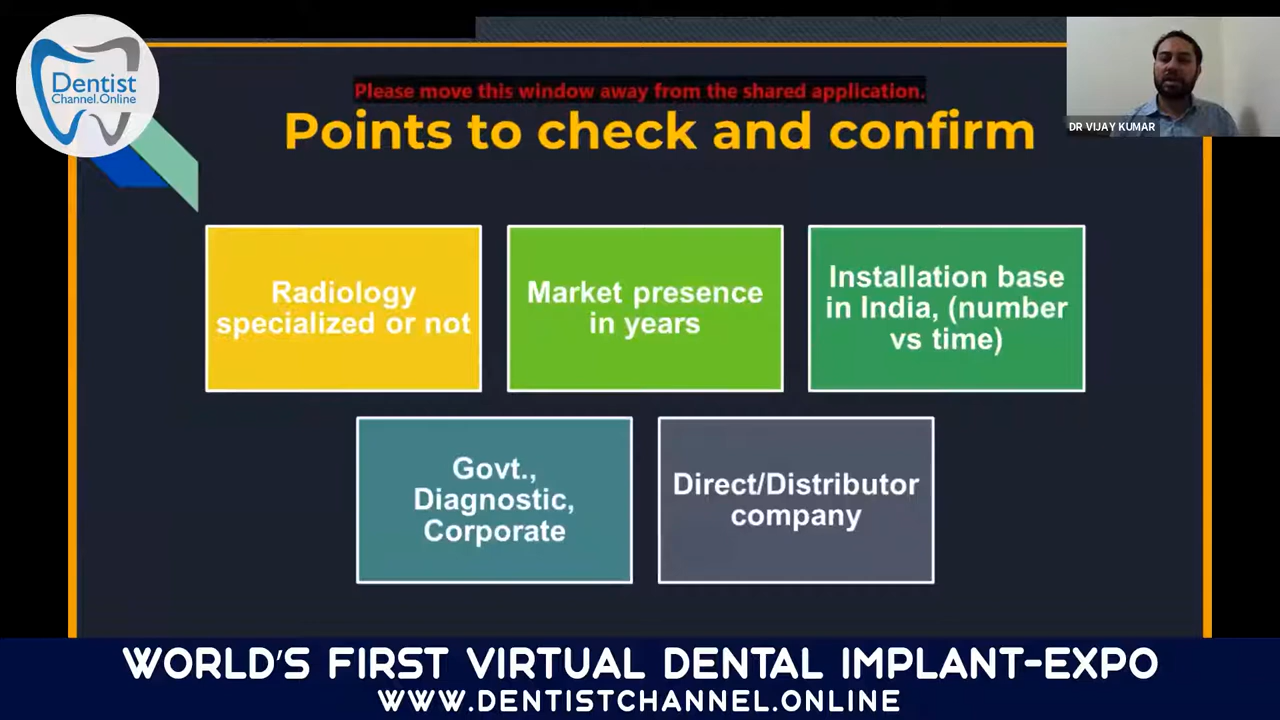 Dentist
Channel.Online
Please move this window away from the shared application.
Points to check and confirm
DR VIJAY KUMAR
Radiology
specialized or not
Market presence
in years
Installation base
in India, (number
vs time)
Govt.,
Diagnostic,
Corporate
Direct/Distributor
company
WORLD'S FIRST VIRTUAL DENTAL IMPLANT-EXPO
WWW.DENTISTCHANNEL.ONLINE